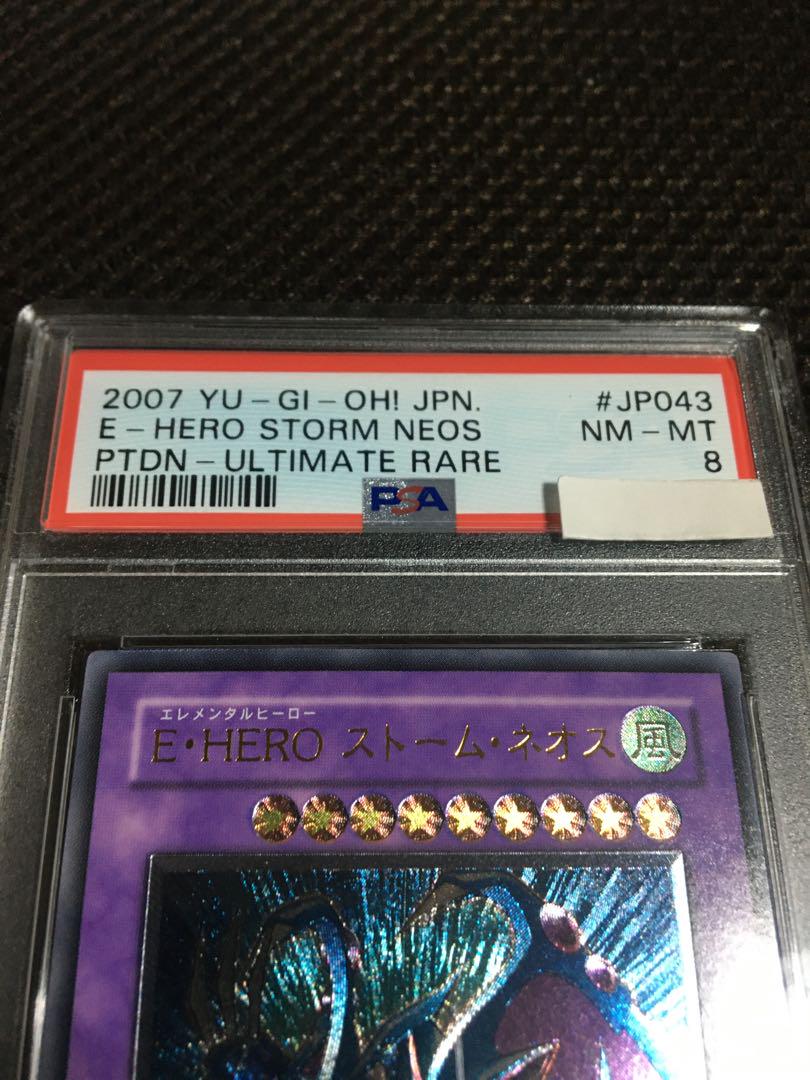 2007 YU-GI-OH! JPN. #JP043
E-HERO STORM NEOS NM-MT
PTDN-ULTIMATE RARE 8
PSA
エレメンタルヒーロー
E・HERO ストーム・ネオス 風